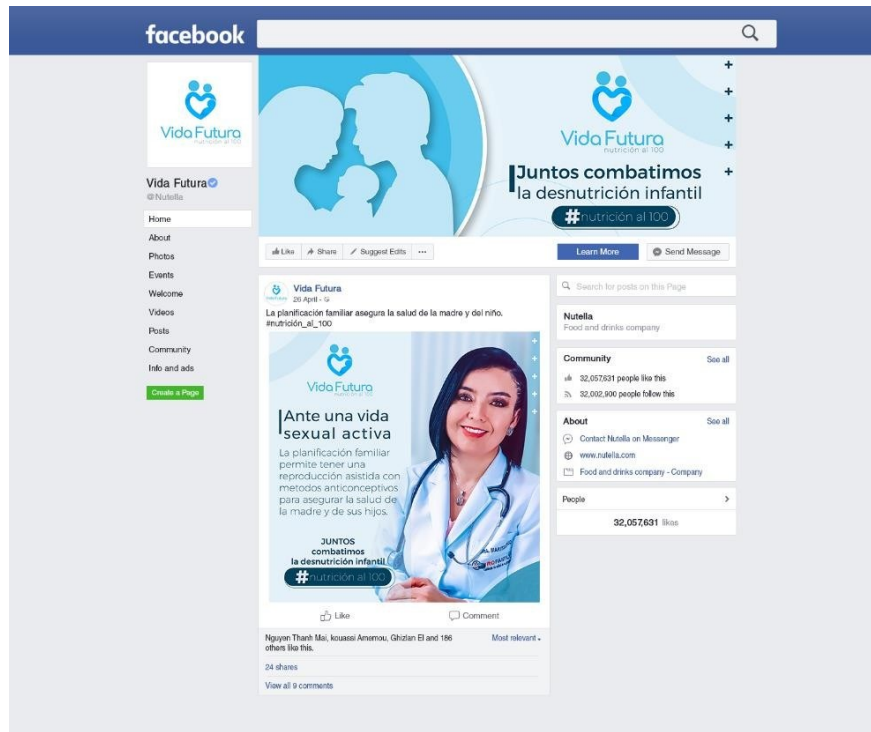 facebook
Vida Futura
nutrición al 100
Vida Futura
@Nutella
Home
About
Photos
Events
Welcome
Videos
Posts
Community
Info and ads
Create a Page
Vida Futura
nutrición al 100
Juntos combatimos
la desnutrición infantil
#nutrición al 100
Like
Share
Suggest Edits
Learn More
Send Message
Vida Futura
26 April
La planificación familiar asegura la salud de la madre y del niño.
#nutrición_al_100
Vida Futura
nutrición al 100
Ante una vida
sexual activa
La planificación familiar
permite tener una
reproducción asistida con
metodos anticonceptivos
para asegurar la salud de
la madre y de sus hijos.
JUNTOS
combatimos
la desnutrición infantil
#nutrición al 100
Like
Comment
Nguyen Thanh Mai, kouassi Amemou, Ghizlan El and 186
others like this.
Most relevant
24 shares
View all 9 comments
Search for posts on this Page
Nutella
Food and drinks company
Community
See all
32,057,631 people like this
32,002,900 people follow this
About
See all
Contact Nutella on Messenger
www.nutella.com
Food and drinks company - Company
People
32,057,631 likes